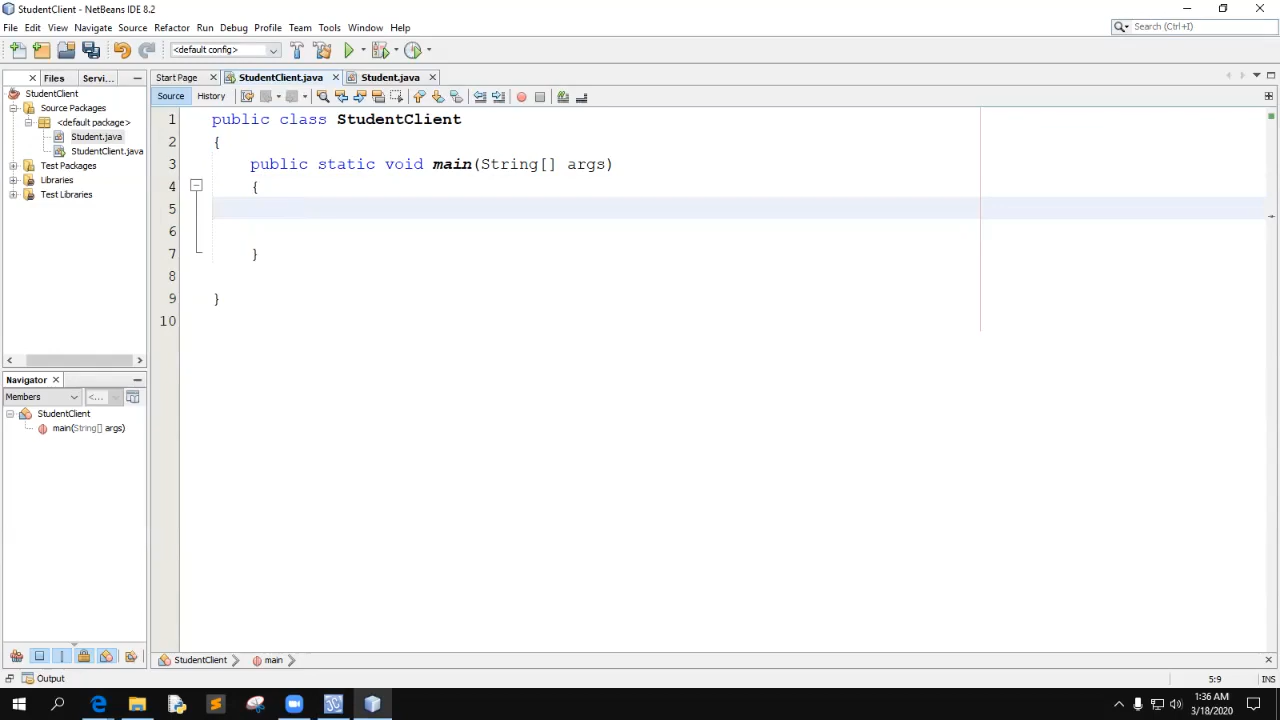 StudentClient - NetBeans IDE 8.2
File Edit View Navigate Source Refactor Run Debug Profile Team Tools Window Help
Search (Ctrl+I)
<default config>
Files Servi...
Start Page StudentClient.java Student.java
Source History
StudentClient
Source Packages
<default package>
Student.java
StudentClient.java
Test Packages
Libraries
Test Libraries
1 public class StudentClient
2 {
3 public static void main(String[] args)
4 {
5
6
7 }
8
9 }
10
Navigator
Members <...
StudentClient
main(String[] args)
StudentClient main
Output
5:9 INS
1:36 AM
3/18/2020